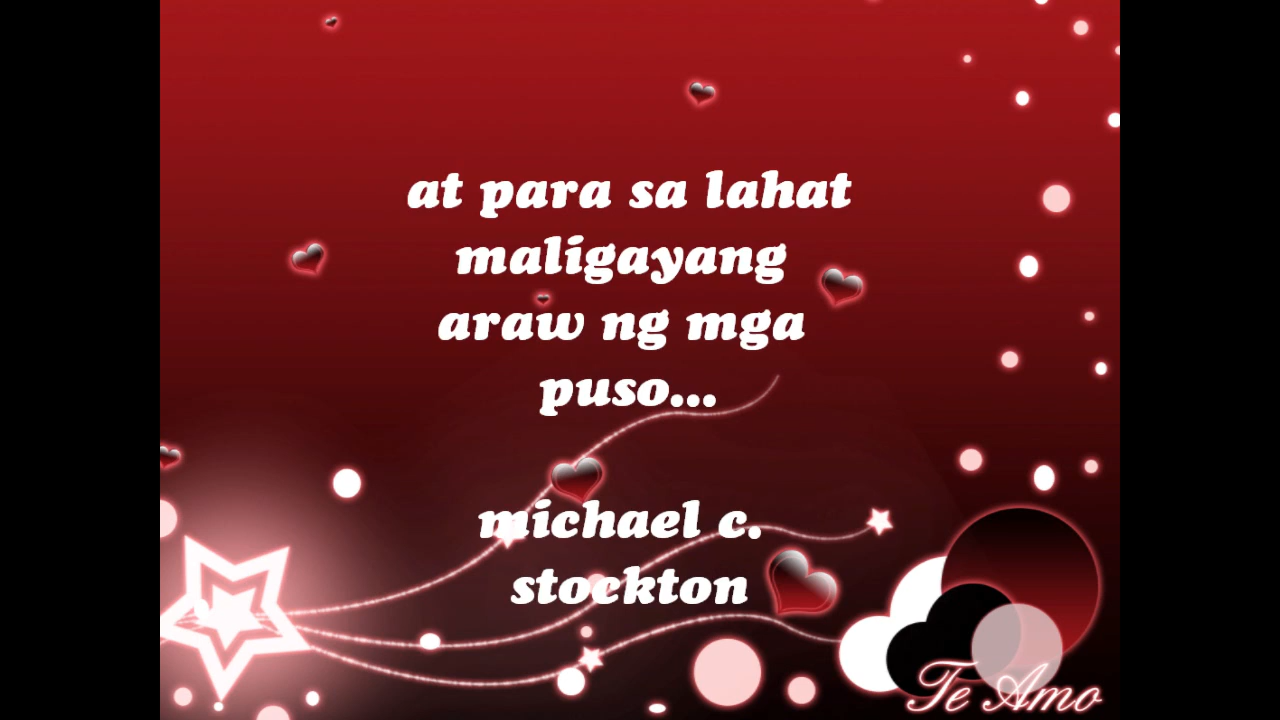 at para sa lahat
maligayang
araw ng mga
puso...
michael c.
stockton
Te Amo